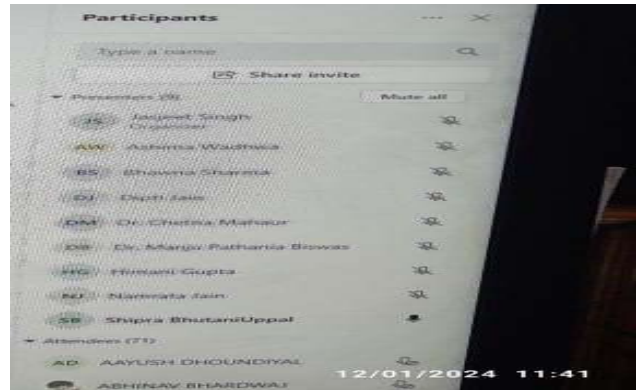 Participants
Type a name
Share invite
Presenters (9)
Mute all
JS Jaspreet Singh
Organiser
AW Ashima Wadhwa
BS Bhawna Sharma
DJ Dipti Jain
DM Dr. Chetna Mahaur
DB Dr. Manju Pathania Biswas
HG Himani Gupta
NJ Namrata Jain
SB Shipra BhutaniUppal
Attendees (71)
AD AAYUSH DHOUNDIYAL
ABHINAV BHARDWAJ
12/01/2024 11:41